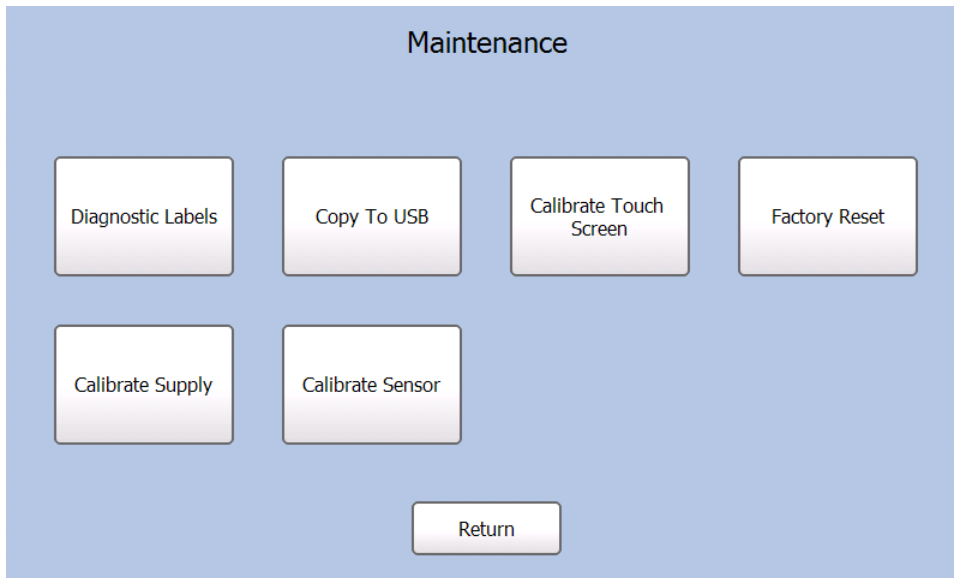 Maintenance
Diagnostic Labels
Copy To USB
Calibrate Touch
Screen
Factory Reset
Calibrate Supply
Calibrate Sensor
Return